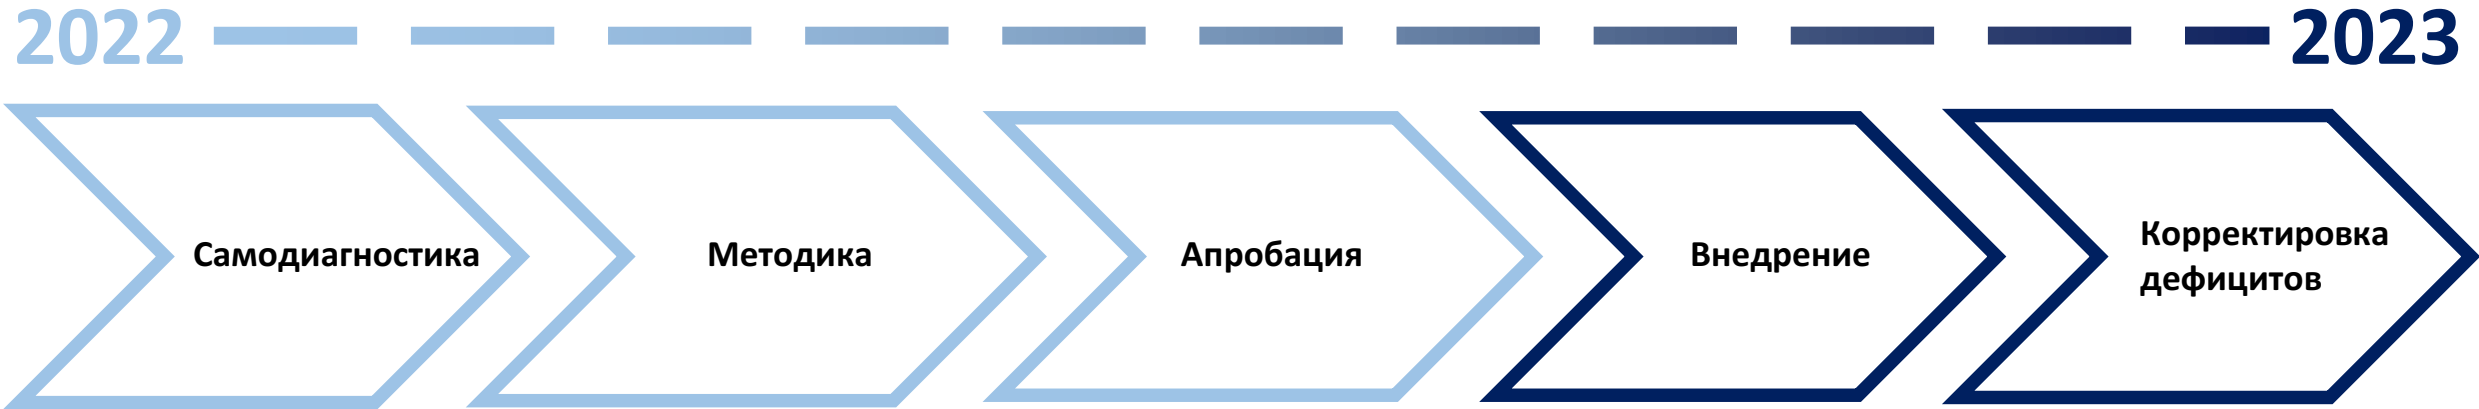 2022 2023
Самодиагностика
Методика
Апробация
Внедрение
Корректировка
дефицитов